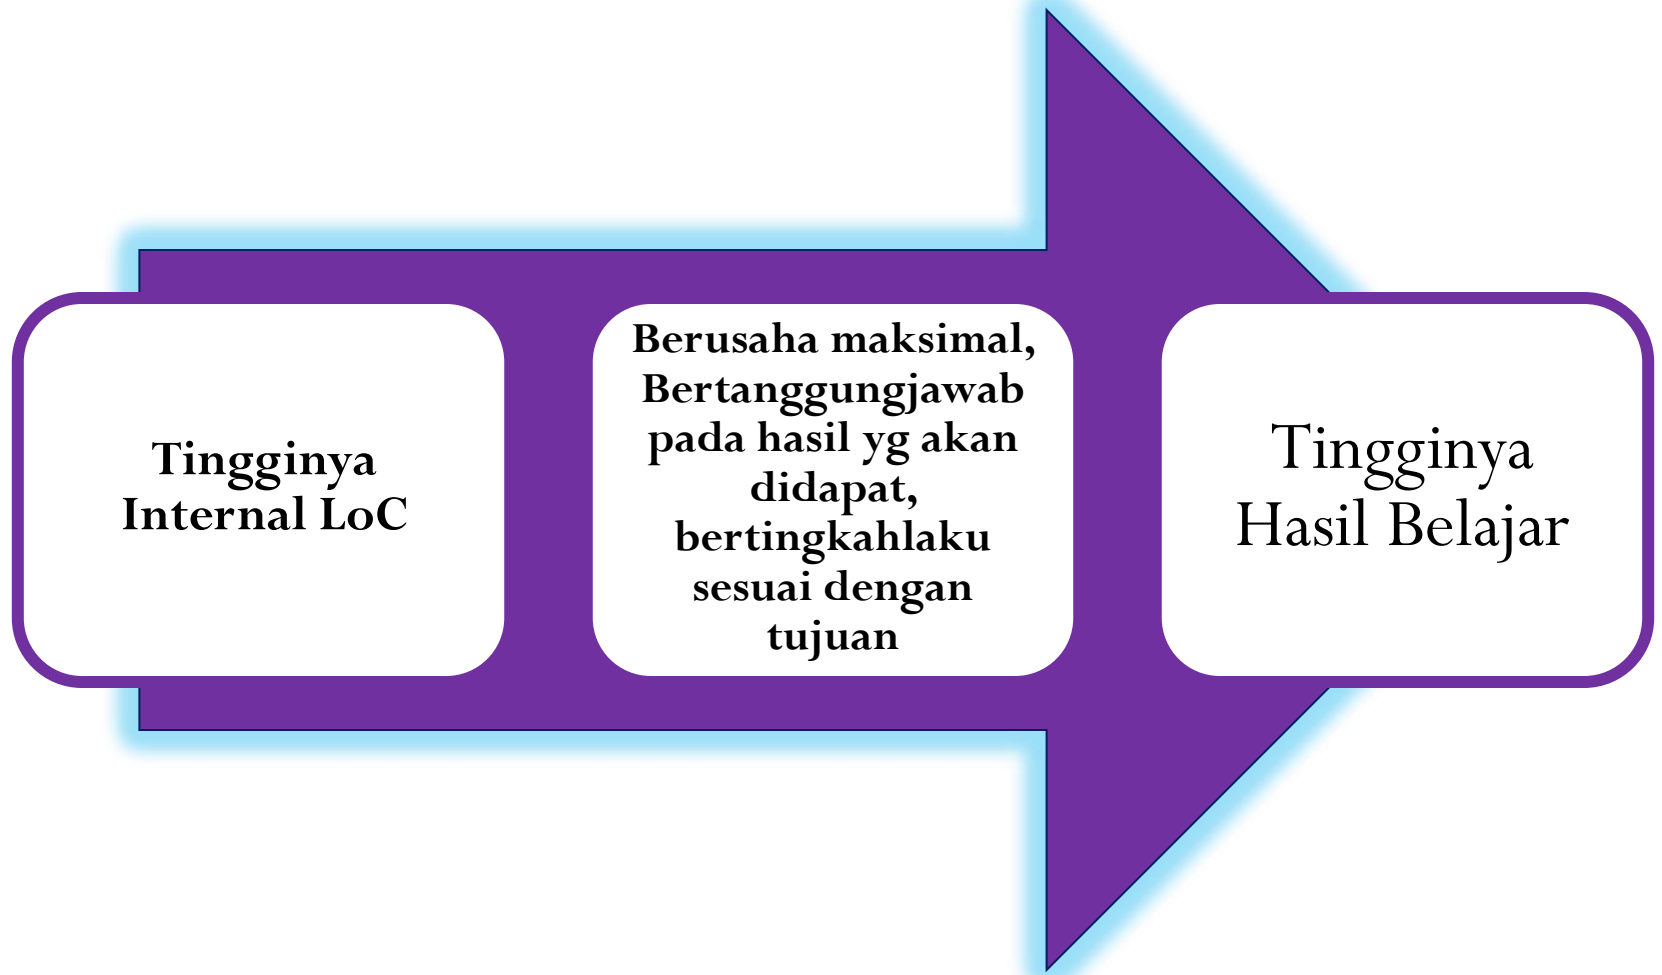 Tingginya
Internal LoC
Berusaha maksimal,
Bertanggungjawab
pada hasil yg akan
didapat,
bertingkahlaku
sesuai dengan
tujuan
Tingginya
Hasil Belajar